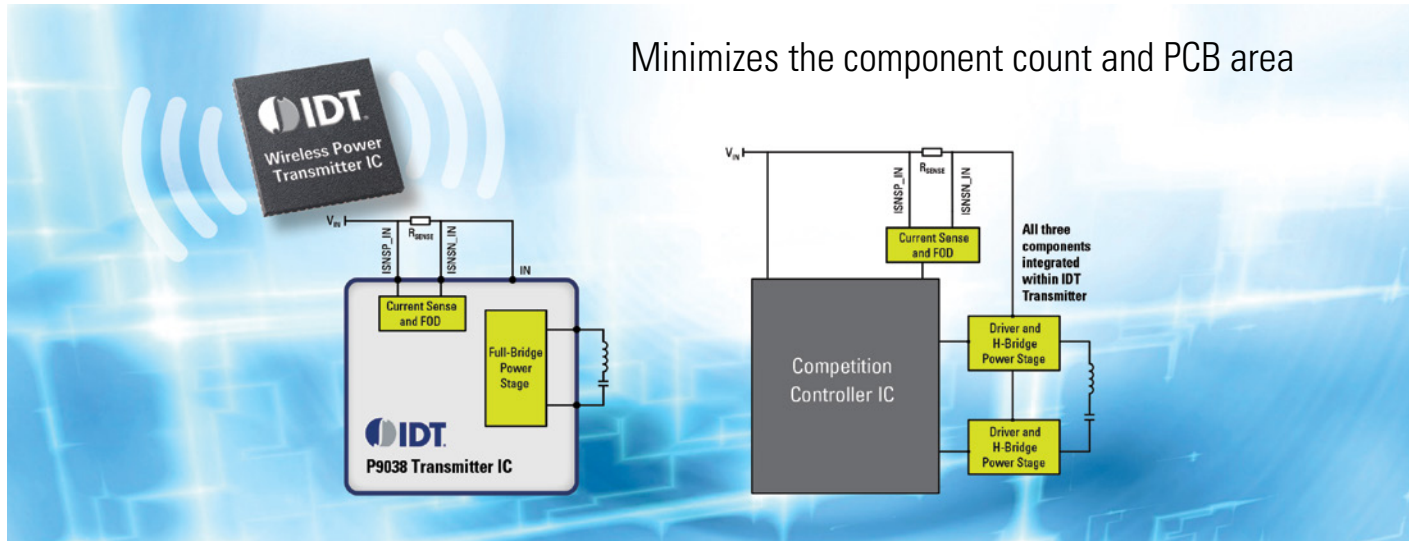 Minimizes the component count and PCB area
IDT.
Wireless Power
Transmitter IC
VIN
RSENSE
ISNSP_IN
ISNSN_IN
IN
Current Sense
and FOD
Full-Bridge
Power
Stage
IDT.
P9038 Transmitter IC
VIN
RSENSE
ISNSP_IN
ISNSN_IN
Current Sense
and FOD
All three
components
integrated
within IDT
Transmitter
Competition
Controller IC
Driver and
H-Bridge
Power Stage
Driver and
H-Bridge
Power Stage